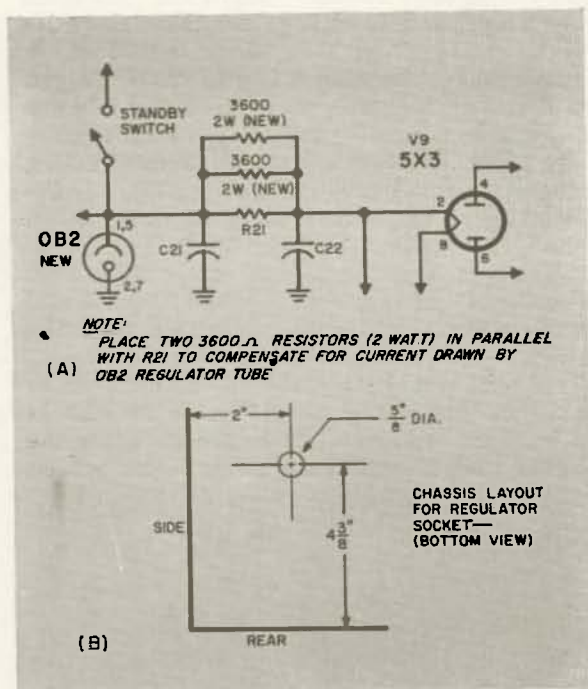 STANDBY
SWITCH
3600
2W (NEW)
3600
2W (NEW)
R21
V9
5X3
4
2
8
6
OB2
NEW
1,5
2,7
C21
C22
NOTE:
PLACE TWO 3600Ω RESISTORS (2 WATT) IN PARALLEL
WITH R21 TO COMPENSATE FOR CURRENT DRAWN BY
(A) OB2 REGULATOR TUBE
2"
5/8 DIA.
SIDE
4 3/8"
CHASSIS LAYOUT
FOR REGULATOR
SOCKET—
(BOTTOM VIEW)
(B)
REAR